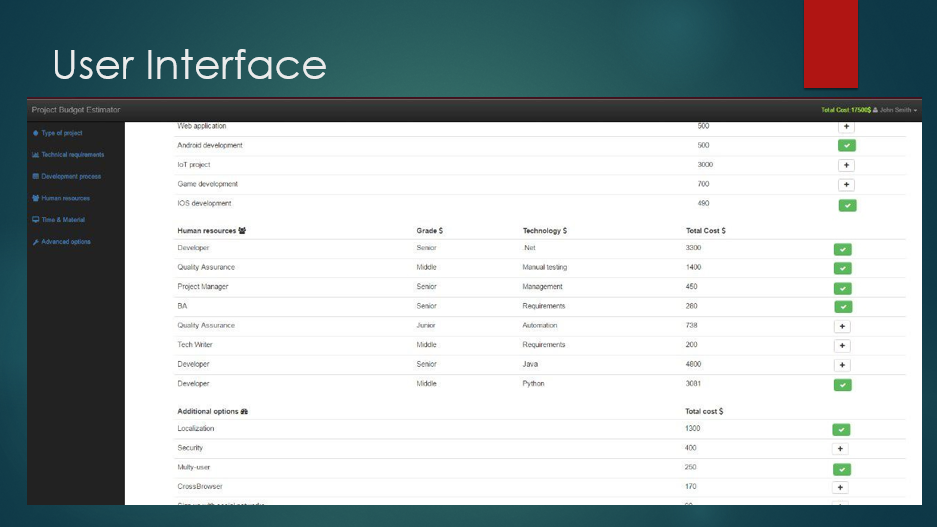 User Interface
Project Budget Estimator Total Cost:17500$ John Smith
Type of project
Technical requirements
Development process
Human resources
Time & Material
Advanced options
Web application 500
Android development 500
IoT project 3000
Game development 700
IOS development 490
Human resources Grade $ Technology $ Total Cost $
Developer Senior .Net 3300
Quality Assurance Middle Manual testing 1400
Project Manager Senior Management 450
BA Senior Requirements 260
Quality Assurance Junior Automation 738
Tech Writer Middle Requirements 200
Developer Senior Java 4800
Developer Middle Python 3081
Additional options Total cost $
Localization 1300
Security 400
Multy-user 250
CrossBrowser 170